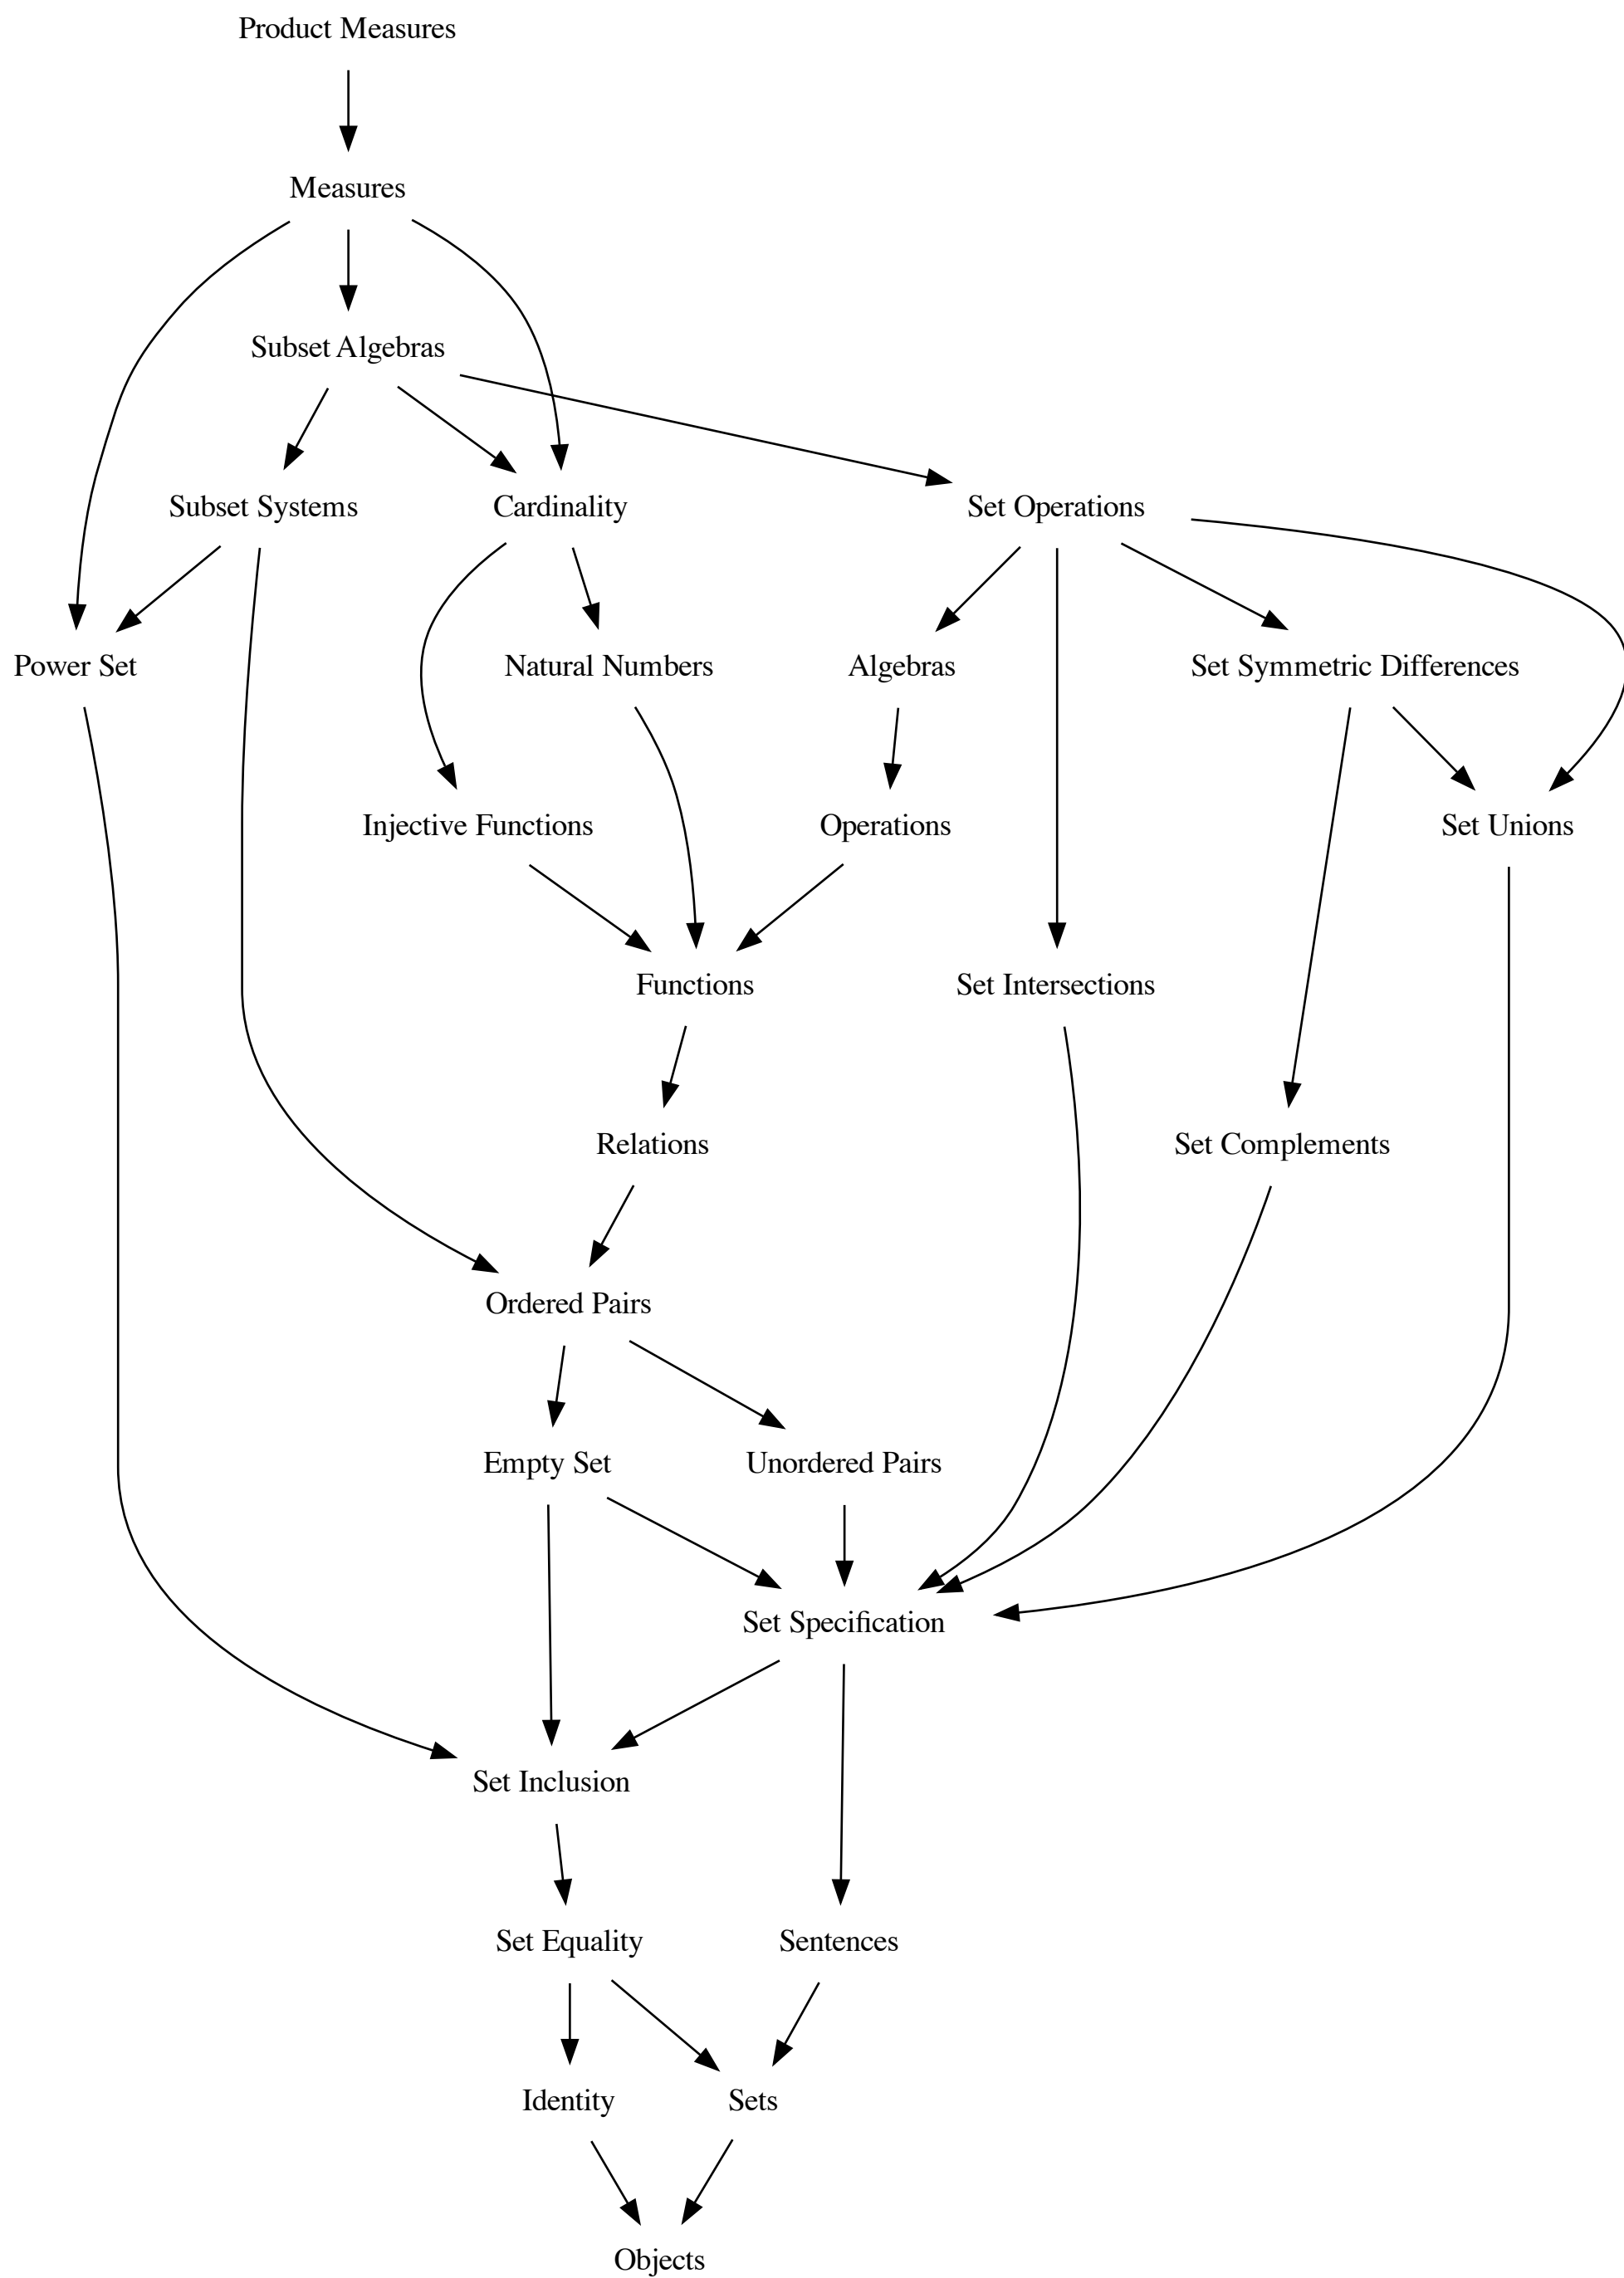 Product Measures
Measures
Subset Algebras
Subset Systems
Cardinality
Set Operations
Power Set
Natural Numbers
Algebras
Set Symmetric Differences
Injective Functions
Operations
Set Unions
Functions
Set Intersections
Relations
Set Complements
Ordered Pairs
Empty Set
Unordered Pairs
Set Specification
Set Inclusion
Set Equality
Sentences
Identity
Sets
Objects